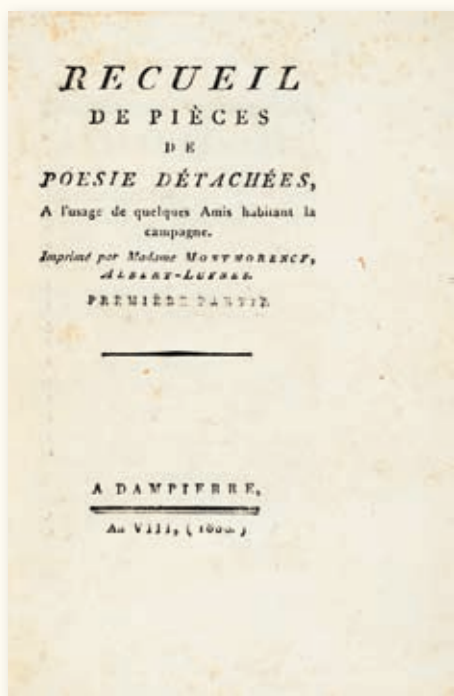 RECUEIL
DE PIÈCES
DE
POESIE DÉTACHÉES,
A l'usage de quelques Amis habitant la
campagne.
Imprimé par Madame MONTMORENCY,
ALBERT-LUYNES.
PREMIÈRE PARTIE
A DAMPIERRE,
An VIII, (1800.)